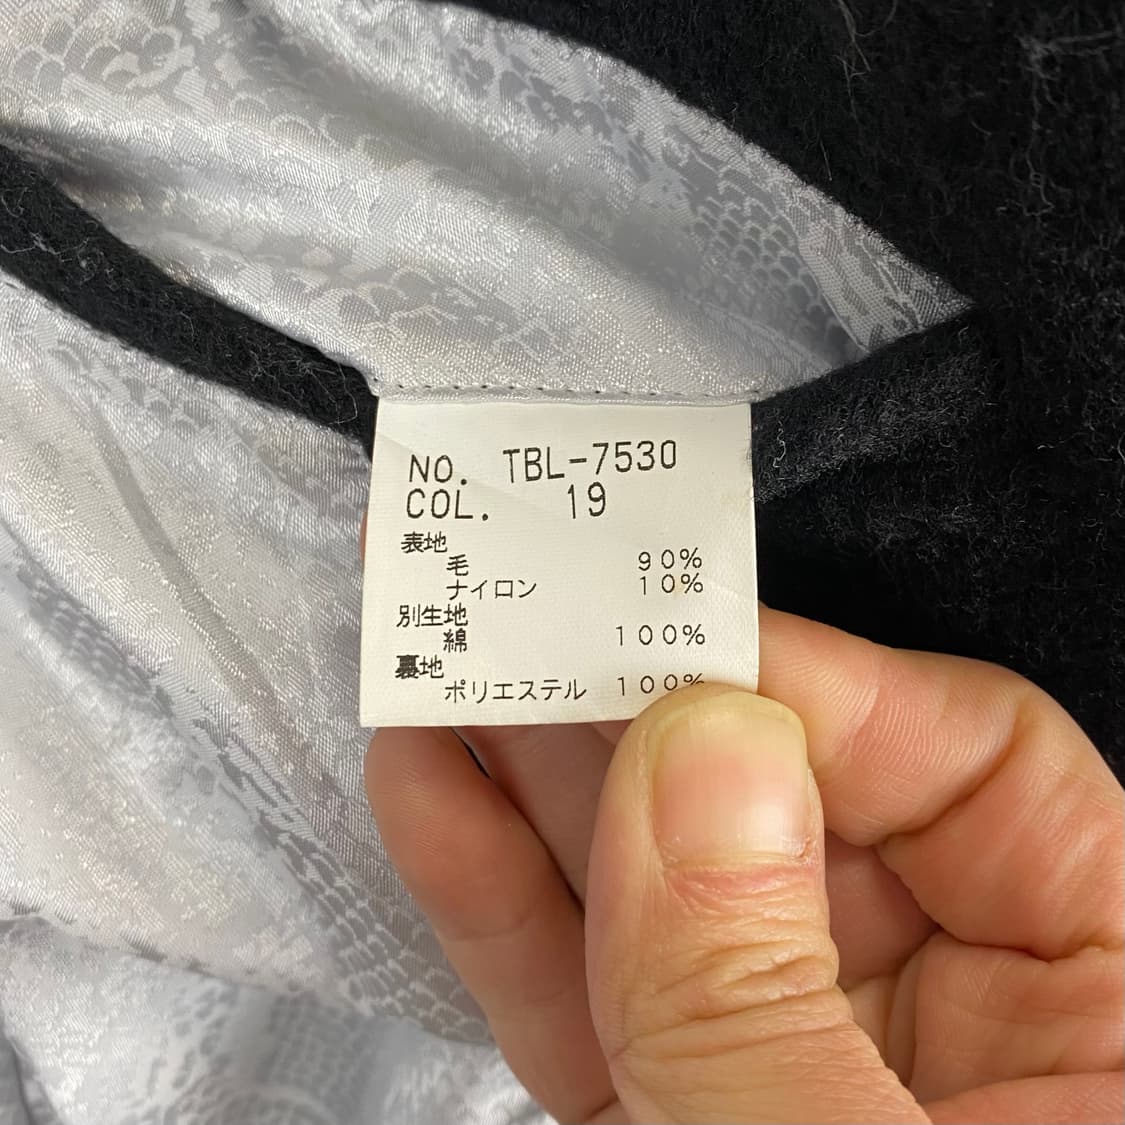 NO. TBL-7530
COL. 19
表地
毛 90%
ナイロン 10%
別生地
綿 100%
裏地
ポリエステル 100%